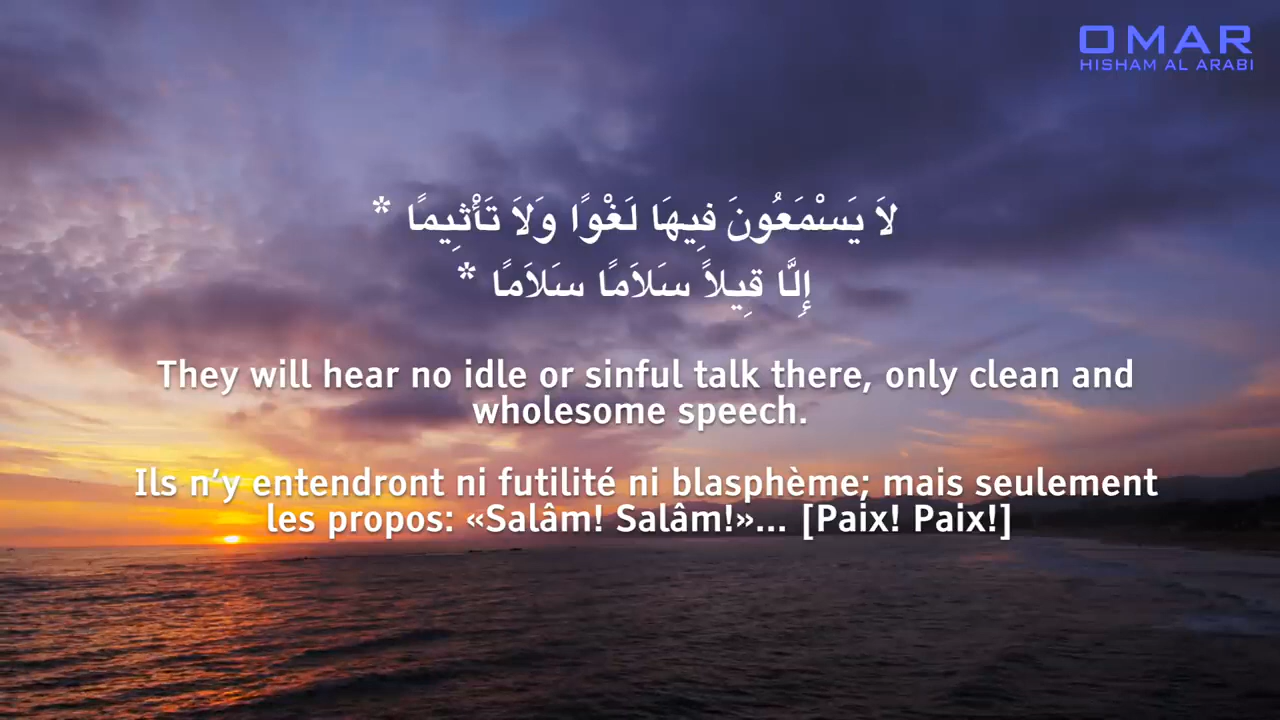 OMAR
HISHAM AL ARABI
لاَ يَسْمَعُونَ فِيهَا لَغْوًا وَلاَ تَأْثِيمًا *
إِلَّا قِيلاً سَلاَمًا سَلاَمًا *
They will hear no idle or sinful talk there, only clean and
wholesome speech.
Ils n’y entendront ni futilité ni blasphème; mais seulement
les propos: «Salâm! Salâm!»... [Paix! Paix!]